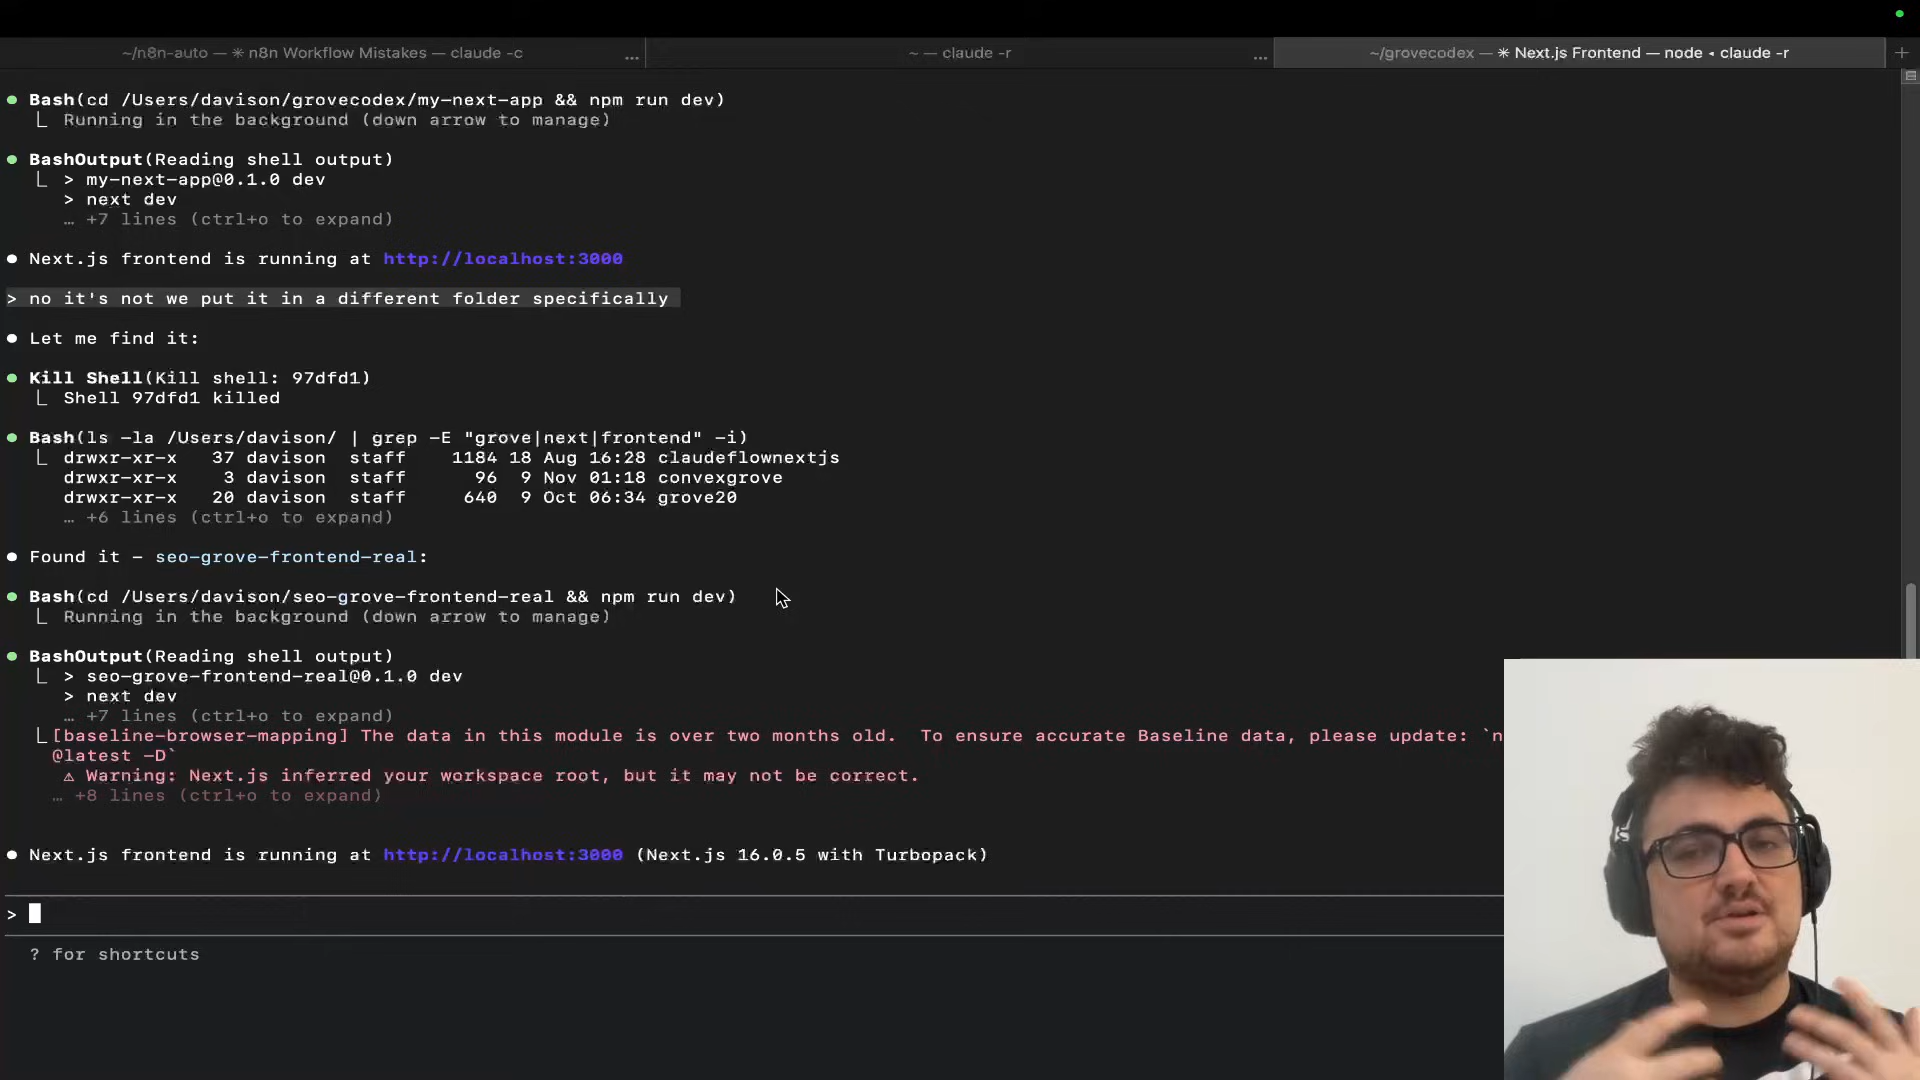 ~/n8n-auto — ✳ n8n Workflow Mistakes — claude -c ...
~ — claude -r ...
~/grovecodex — ✳ Next.js Frontend — node ◂ claude -r +
● Bash(cd /Users/davison/grovecodex/my-next-app && npm run dev)
⎿ Running in the background (down arrow to manage)
● BashOutput(Reading shell output)
⎿ > my-next-app@0.1.0 dev
> next dev
… +7 lines (ctrl+o to expand)
● Next.js frontend is running at http://localhost:3000
> no it's not we put it in a different folder specifically
● Let me find it:
● Kill Shell(Kill shell: 97dfd1)
⎿ Shell 97dfd1 killed
● Bash(ls -la /Users/davison/ | grep -E "grove|next|frontend" -i)
⎿ drwxr-xr-x 37 davison staff 1184 18 Aug 16:28 claudeflownextjs
drwxr-xr-x 3 davison staff 96 9 Nov 01:18 convexgrove
drwxr-xr-x 20 davison staff 640 9 Oct 06:34 grove20
… +6 lines (ctrl+o to expand)
● Found it - seo-grove-frontend-real:
● Bash(cd /Users/davison/seo-grove-frontend-real && npm run dev)
⎿ Running in the background (down arrow to manage)
● BashOutput(Reading shell output)
⎿ > seo-grove-frontend-real@0.1.0 dev
> next dev
… +7 lines (ctrl+o to expand)
⎿ [baseline-browser-mapping] The data in this module is over two months old. To ensure accurate Baseline data, please update: `n
@latest -D`
⚠ Warning: Next.js inferred your workspace root, but it may not be correct.
… +8 lines (ctrl+o to expand)
● Next.js frontend is running at http://localhost:3000 (Next.js 16.0.5 with Turbopack)
>
? for shortcuts